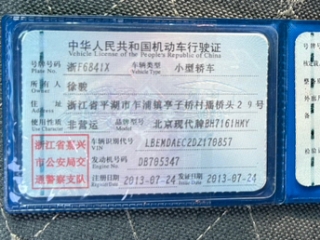 中华人民共和国机动车行驶证
Vehicle License of the People's Republic of China
号牌号码 Plate No. 浙F6841X 车辆类型 Vehicle Type 小型轿车
所有人 Owner 徐骏
住址 Address 浙江省平湖市乍浦镇亭子桥村
桥头29号
使用性质 Use Character 非营运 品牌型号 Model 北京现代牌BH7161HMY
浙江省嘉兴
市公安局交
通警察支队
车辆识别代号 VIN LBEMDAEC2DZ170857
发动机号码 Engine No. DB795347
注册日期 Register Date 2013-07-24 发证日期 Issue Date 2013-07-24